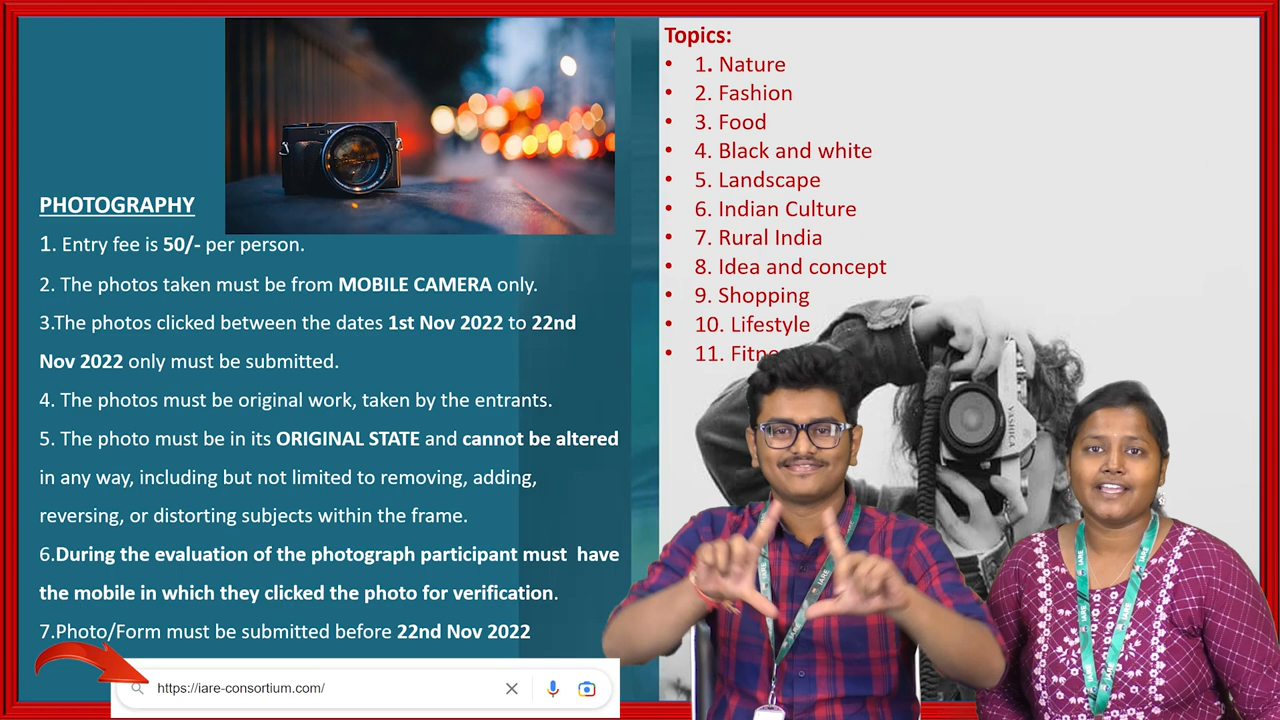 PHOTOGRAPHY
1. Entry fee is 50/- per person.
2. The photos taken must be from MOBILE CAMERA only.
3.The photos clicked between the dates 1st Nov 2022 to 22nd
Nov 2022 only must be submitted.
4. The photos must be original work, taken by the entrants.
5. The photo must be in its ORIGINAL STATE and cannot be altered
in any way, including but not limited to removing, adding,
reversing, or distorting subjects within the frame.
6.During the evaluation of the photograph participant must have
the mobile in which they clicked the photo for verification.
7.Photo/Form must be submitted before 22nd Nov 2022
https://iare-consortium.com/
Topics:
• 1. Nature
• 2. Fashion
• 3. Food
• 4. Black and white
• 5. Landscape
• 6. Indian Culture
• 7. Rural India
• 8. Idea and concept
• 9. Shopping
• 10. Lifestyle
• 11.
YASHICA
IARE
IARE
IARE
IARE